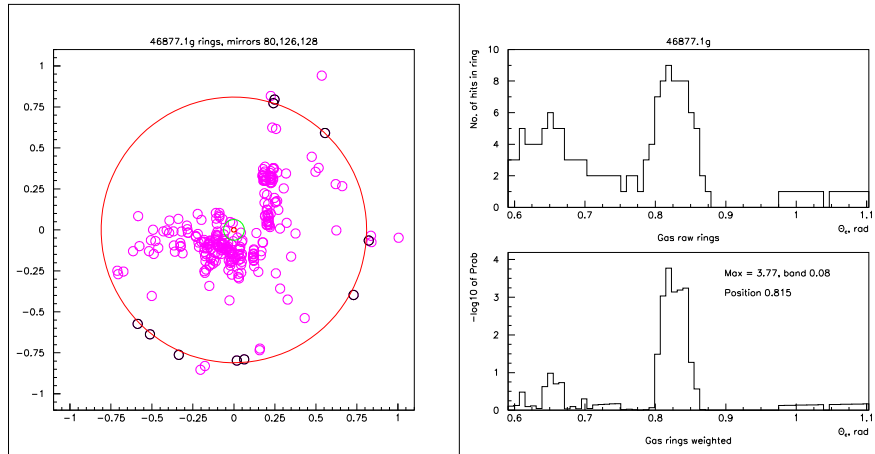 46877.1g rings, mirrors 80,126,128
1
0.75
0.5
0.25
0
-0.25
-0.5
-0.75
-1
-1 -0.75 -0.5 -0.25 0 0.25 0.5 0.75 1
46877.1g
No. of hits in ring
10
8
6
4
2
0
0.6 0.7 0.8 0.9 1 1.1
Θc, rad
Gas raw rings
-log10 of Prob
4
3
2
1
0
Max = 3.77, band 0.08
Position 0.815
0.6 0.7 0.8 0.9 1 1.1
Θc, rad
Gas rings weighted